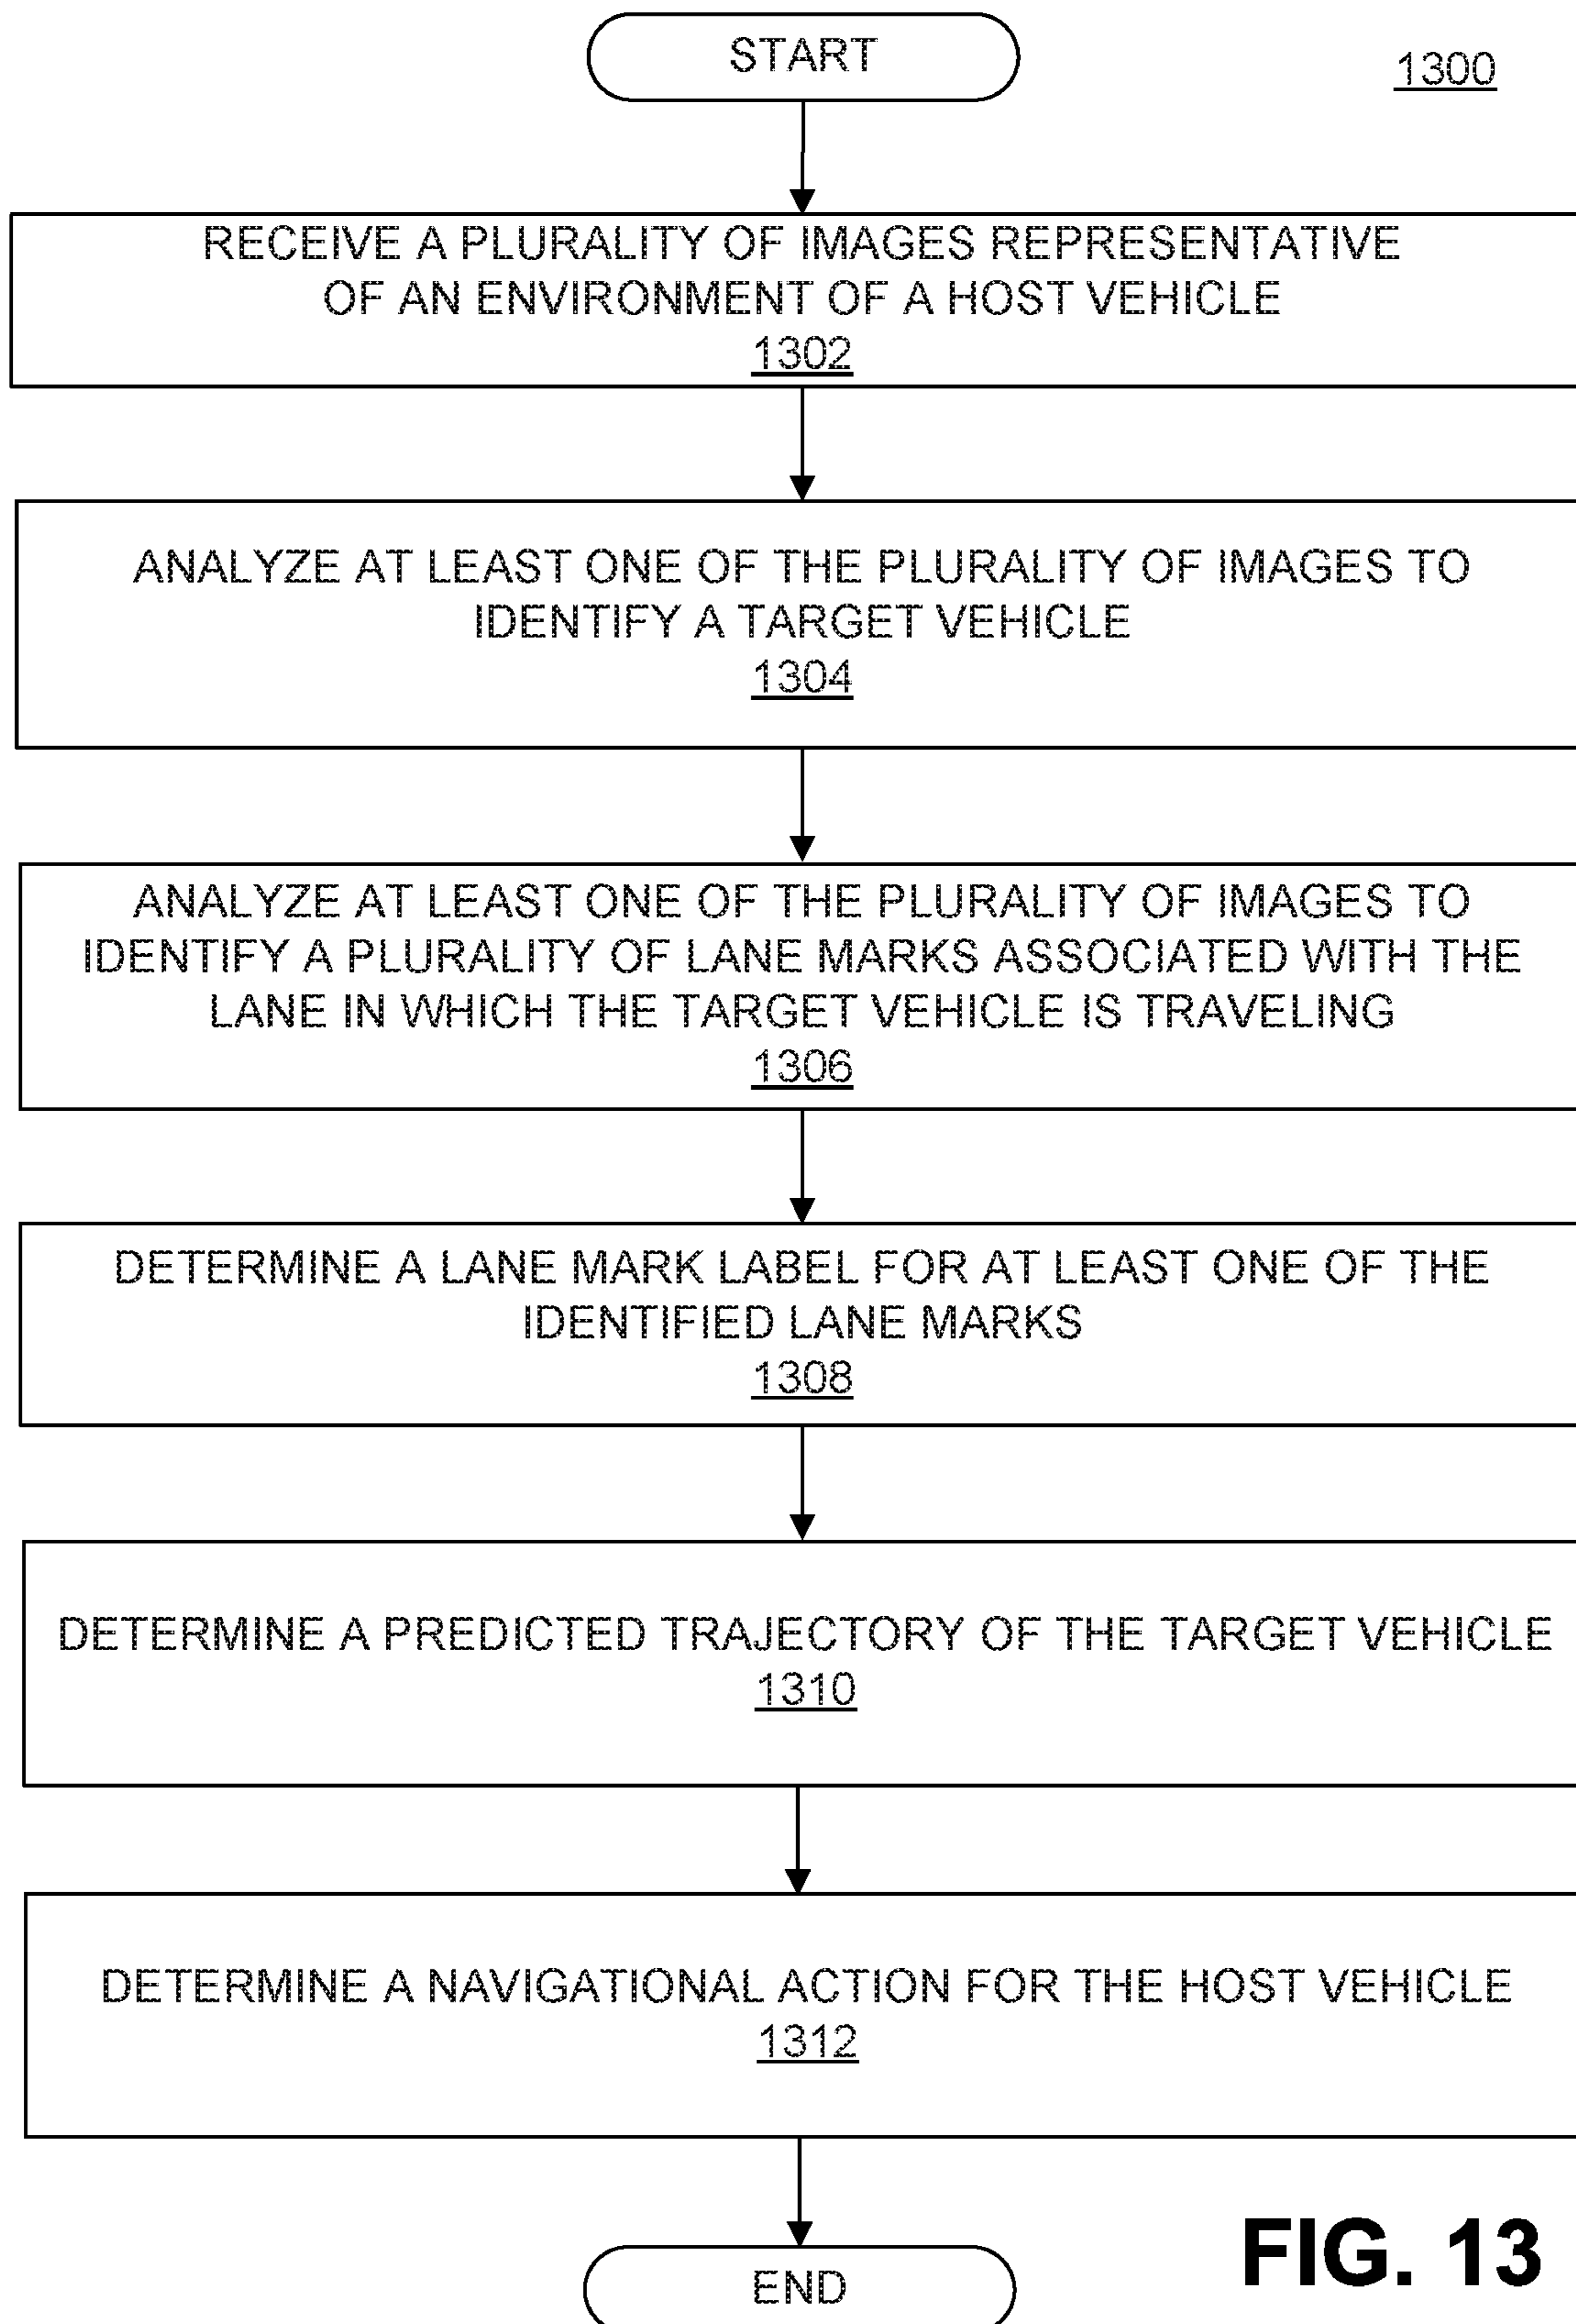 START
1300
RECEIVE A PLURALITY OF IMAGES REPRESENTATIVE
OF AN ENVIRONMENT OF A HOST VEHICLE
1302
ANALYZE AT LEAST ONE OF THE PLURALITY OF IMAGES TO
IDENTIFY A TARGET VEHICLE
1304
ANALYZE AT LEAST ONE OF THE PLURALITY OF IMAGES TO
IDENTIFY A PLURALITY OF LANE MARKS ASSOCIATED WITH THE
LANE IN WHICH THE TARGET VEHICLE IS TRAVELING
1306
DETERMINE A LANE MARK LABEL FOR AT LEAST ONE OF THE
IDENTIFIED LANE MARKS
1308
DETERMINE A PREDICTED TRAJECTORY OF THE TARGET VEHICLE
1310
DETERMINE A NAVIGATIONAL ACTION FOR THE HOST VEHICLE
1312
END
FIG. 13